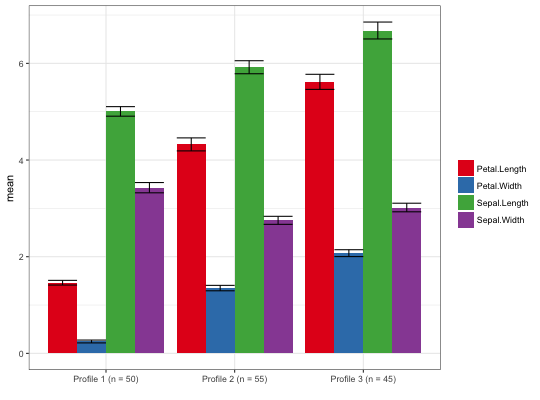 6
4
2
0
mean
Profile 1 (n = 50)
Profile 2 (n = 55)
Profile 3 (n = 45)
Petal.Length
Petal.Width
Sepal.Length
Sepal.Width